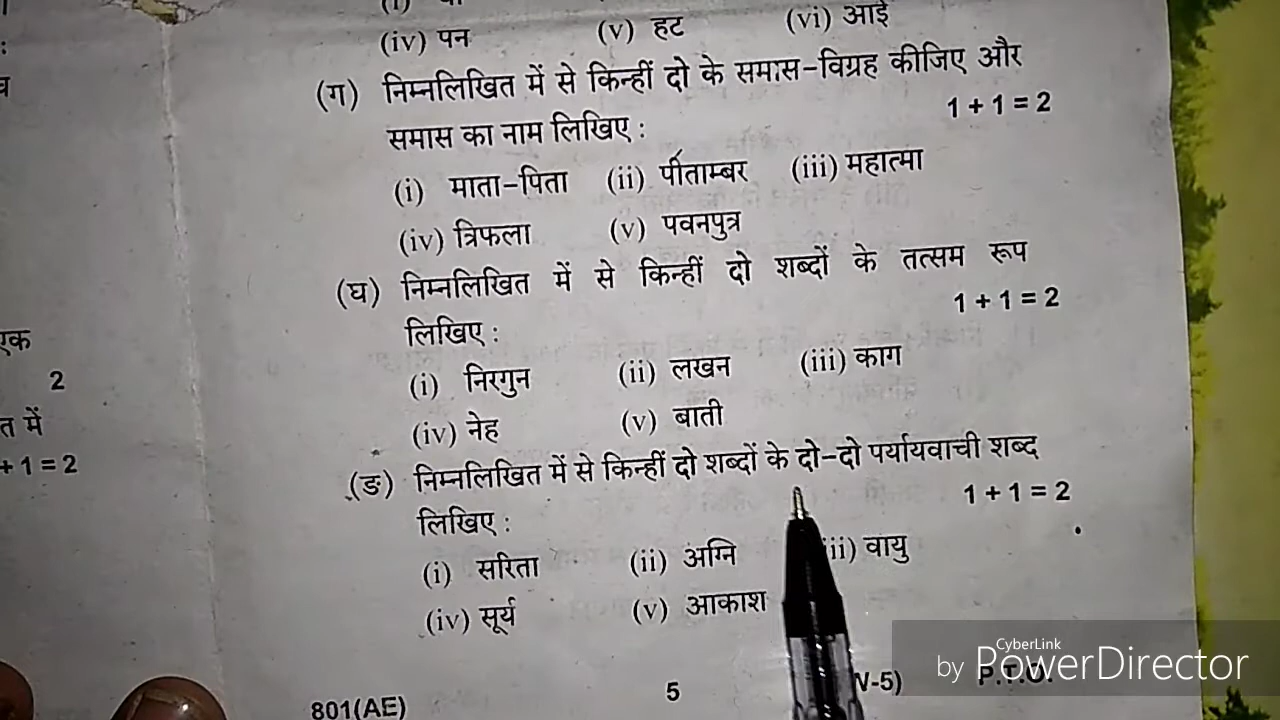 (iv) पन (v) हट (vi) आई
(ग) निम्नलिखित में से किन्हीं दो के समास-विग्रह कीजिए और
समास का नाम लिखिए : 1 + 1 = 2
(i) माता-पिता (ii) पीताम्बर (iii) महात्मा
(iv) त्रिफला (v) पवनपुत्र
(घ) निम्नलिखित में से किन्हीं दो शब्दों के तत्सम रूप
लिखिए : 1 + 1 = 2
(i) निरगुन (ii) लखन (iii) काग
(iv) नेह (v) बाती
(ङ) निम्नलिखित में से किन्हीं दो शब्दों के दो-दो पर्यायवाची शब्द
लिखिए : 1 + 1 = 2
(i) सरिता (ii) अग्नि iii) वायु
(iv) सूर्य (v) आकाश
801(AE) 5 -5) P.T.O.
एक
2
त में
+ 1 = 2
CyberLink
by PowerDirector